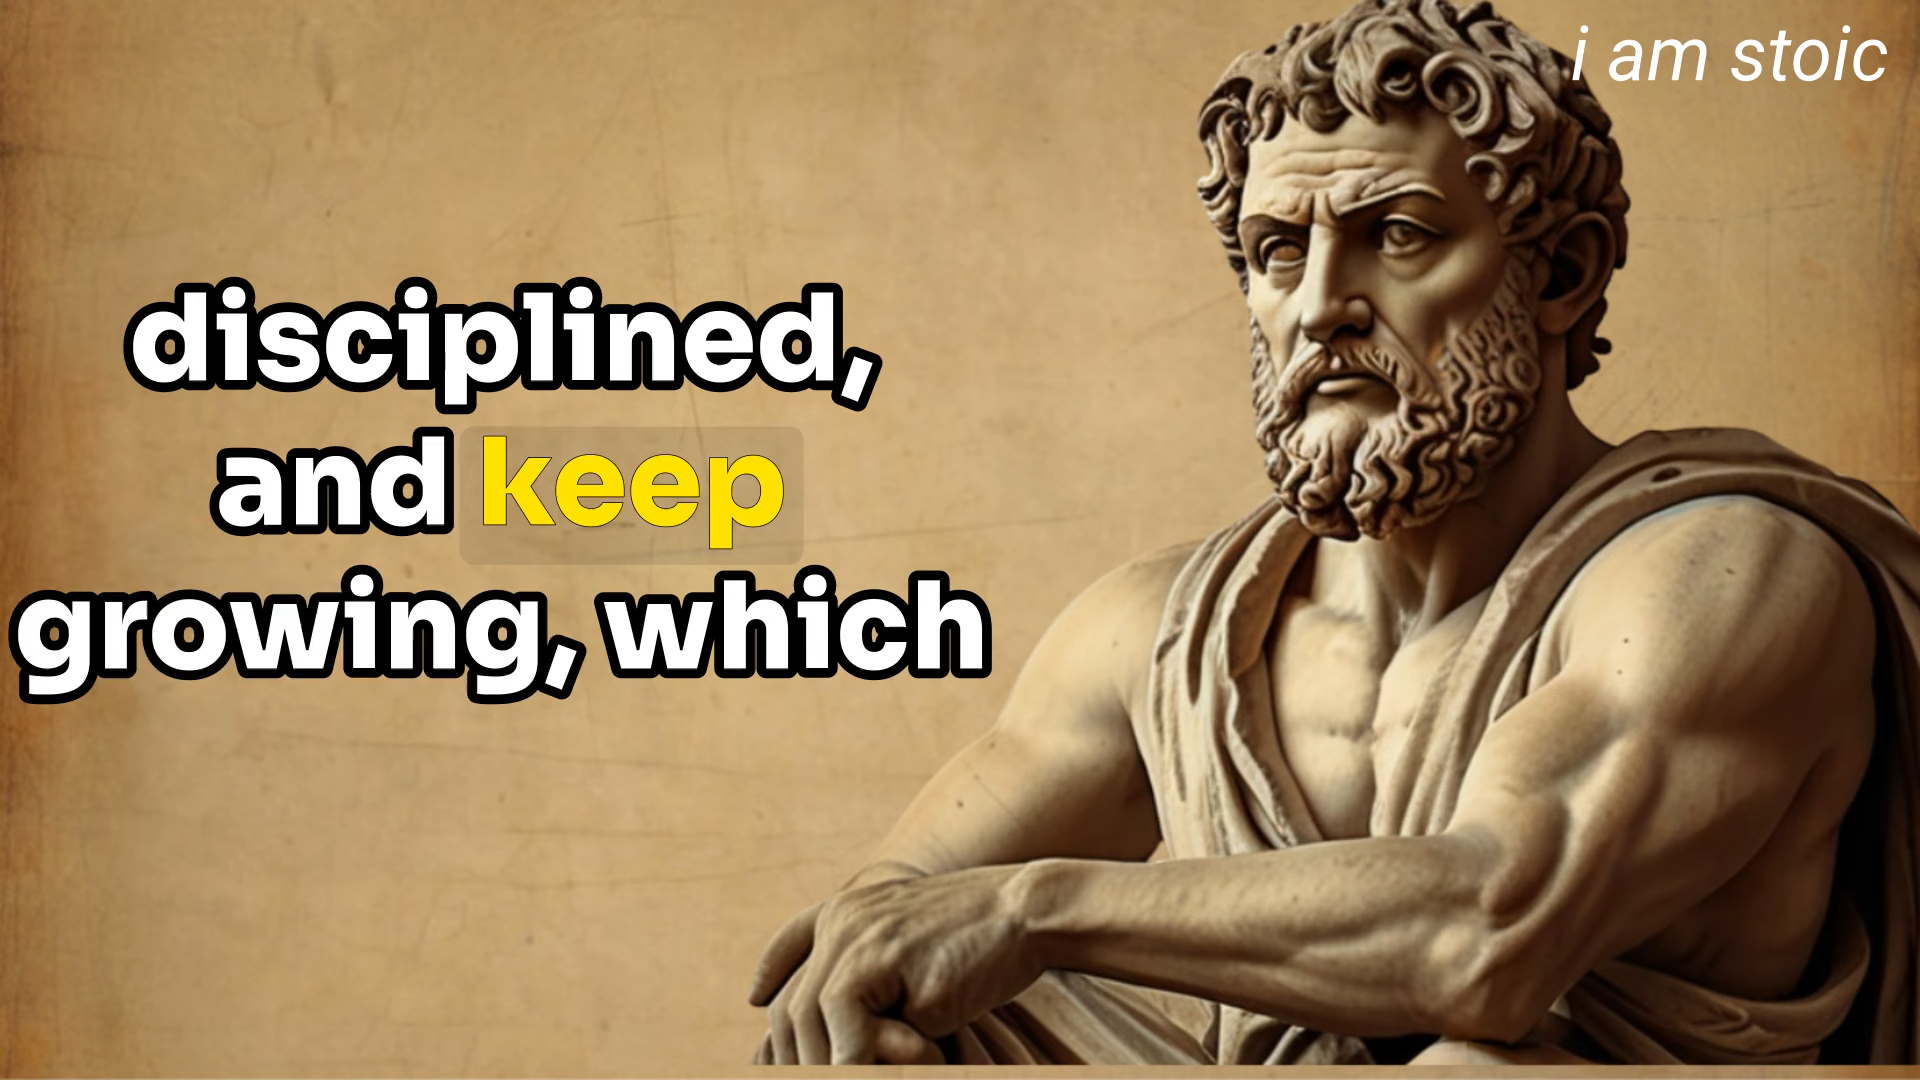 i am stoic
disciplined,
and keep
growing, which